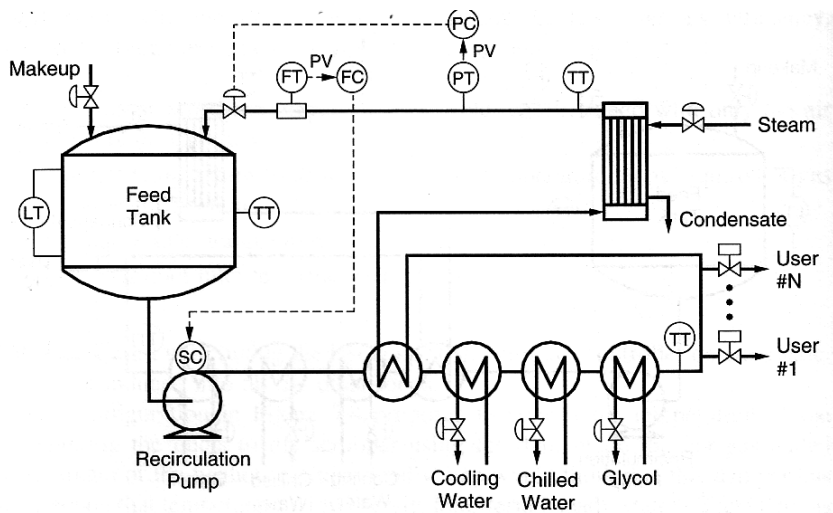 PC
PV
Makeup
FT
PV
FC
PT
TT
Steam
Feed
Tank
LT
TT
Condensate
User
#N
TT
SC
User
#1
Recirculation
Pump
Cooling
Water
Chilled
Water
Glycol